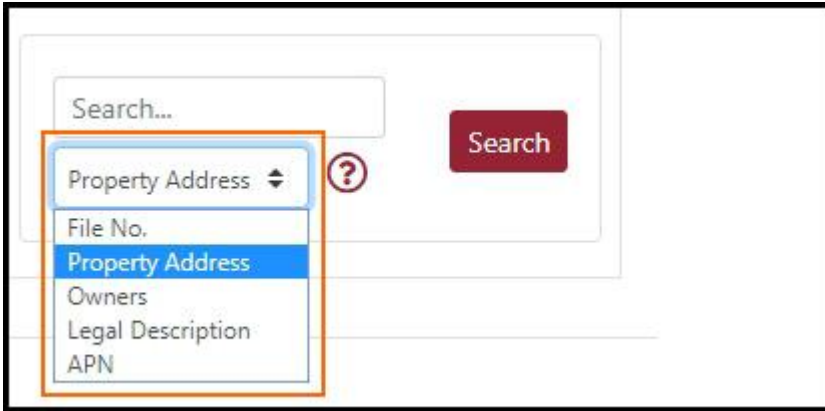 Search...
Search
Property Address
?
File No.
Property Address
Owners
Legal Description
APN